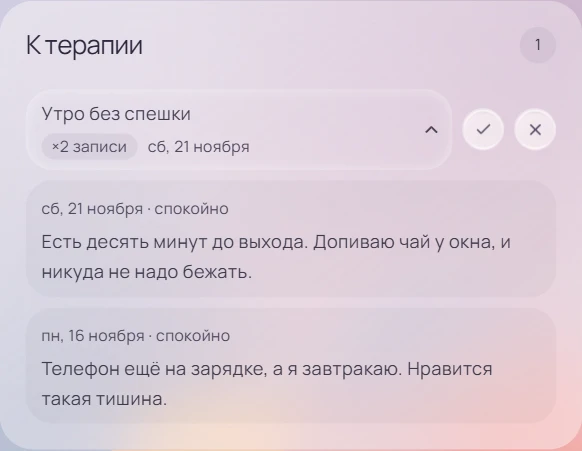 К терапии
1
Утро без спешки
×2 записи сб, 21 ноября
сб, 21 ноября · спокойно
Есть десять минут до выхода. Допиваю чай у окна, и
никуда не надо бежать.
пн, 16 ноября · спокойно
Телефон ещё на зарядке, а я завтракаю. Нравится
такая тишина.